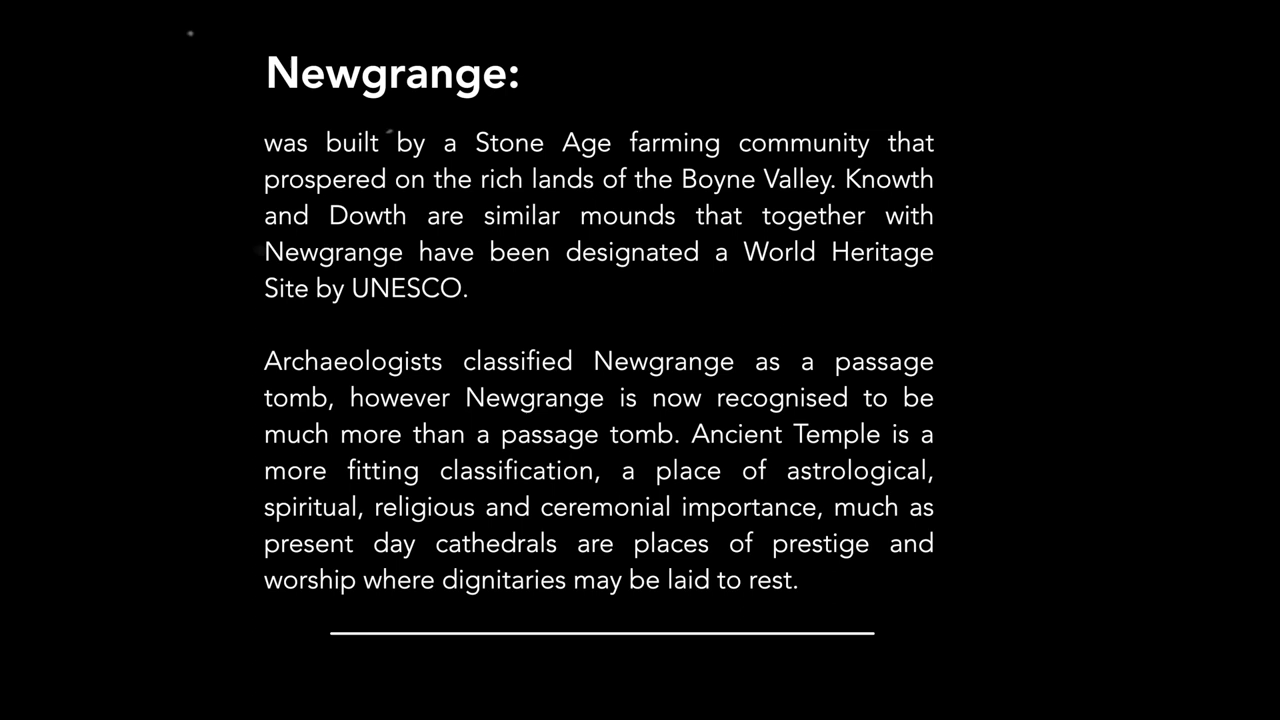 Newgrange:
was built by a Stone Age farming community that
prospered on the rich lands of the Boyne Valley. Knowth
and Dowth are similar mounds that together with
Newgrange have been designated a World Heritage
Site by UNESCO.
Archaeologists classified Newgrange as a passage
tomb, however Newgrange is now recognised to be
much more than a passage tomb. Ancient Temple is a
more fitting classification, a place of astrological,
spiritual, religious and ceremonial importance, much as
present day cathedrals are places of prestige and
worship where dignitaries may be laid to rest.